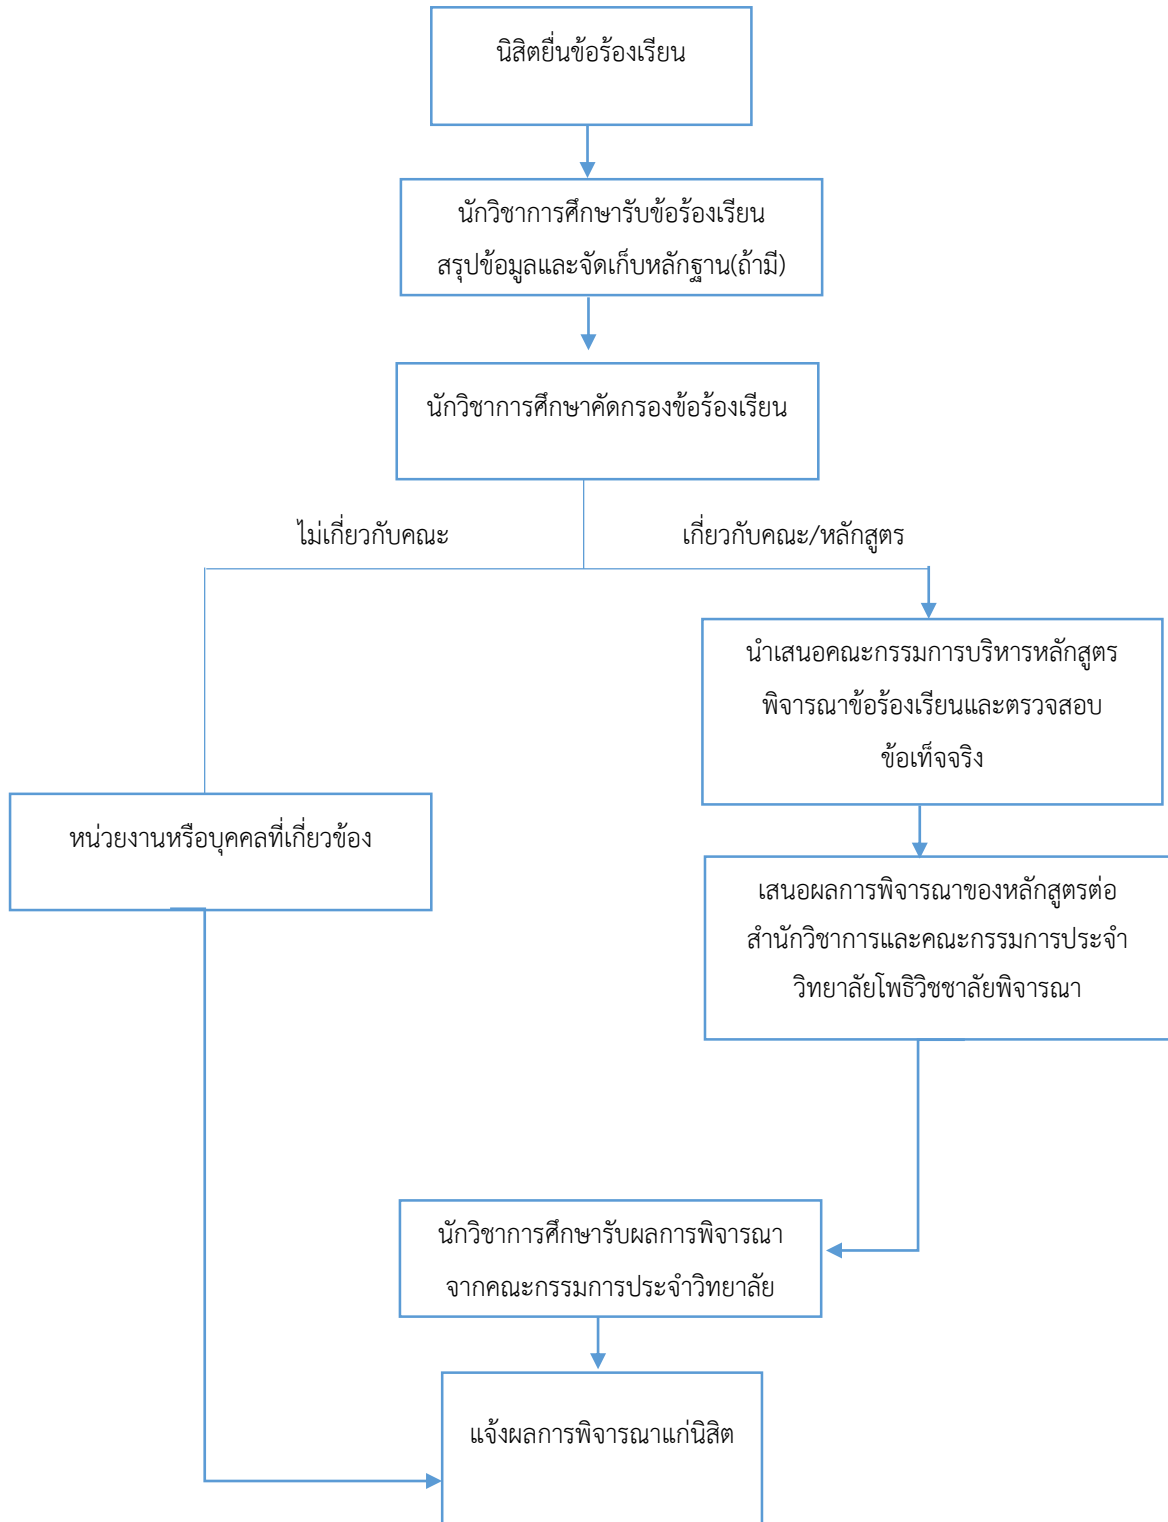 นิสิตยื่นข้อร้องเรียน
นักวิชาการศึกษารับข้อร้องเรียน
สรุปข้อมูลและจัดเก็บหลักฐาน(ถ้ามี)
นักวิชาการศึกษาคัดกรองข้อร้องเรียน
ไม่เกี่ยวกับคณะ
เกี่ยวกับคณะ/หลักสูตร
นำเสนอคณะกรรมการบริหารหลักสูตร
พิจารณาข้อร้องเรียนและตรวจสอบ
ข้อเท็จจริง
หน่วยงานหรือบุคคลที่เกี่ยวข้อง
เสนอผลการพิจารณาของหลักสูตรต่อ
สำนักวิชาการและคณะกรรมการประจำ
วิทยาลัยโพธิวิชชาลัยพิจารณา
นักวิชาการศึกษารับผลการพิจารณา
จากคณะกรรมการประจำวิทยาลัย
แจ้งผลการพิจารณาแก่นิสิต